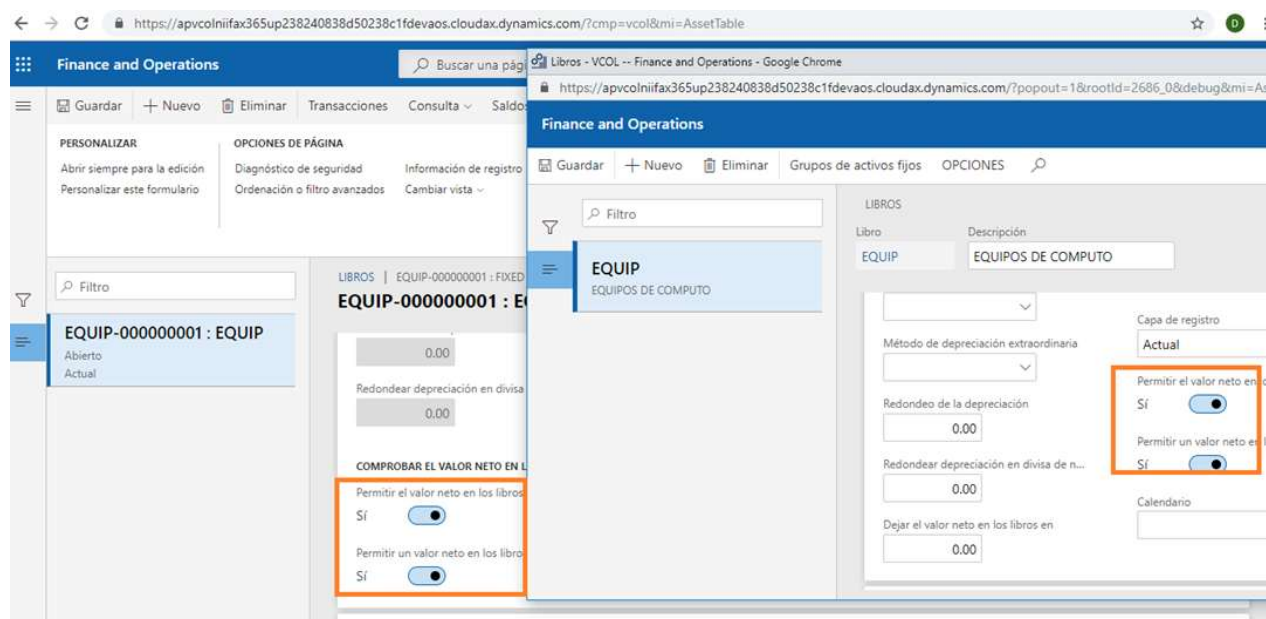 https://apvcolniifax365up238240838d50238c1fdevaos.cloudax.dynamics.com/?cmp=vcol&mi=AssetTable
D
Finance and Operations
Buscar una pág
Guardar + Nuevo Eliminar Transacciones Consulta Saldos
PERSONALIZAR
Abrir siempre para la edición
Personalizar este formulario
OPCIONES DE PÁGINA
Diagnóstico de seguridad
Ordenación o filtro avanzados
Información de registro
Cambiar vista
Filtro
EQUIP-000000001 : EQUIP
Abierto
Actual
LIBROS | EQUIP-000000001 : FIXED
EQUIP-000000001 : E
0.00
Redondear depreciación en divisa
0.00
COMPROBAR EL VALOR NETO EN L
Permitir el valor neto en los libros
Sí
Permitir un valor neto en los libro
Sí
Libros - VCOL -- Finance and Operations - Google Chrome
https://apvcolniifax365up238240838d50238c1fdevaos.cloudax.dynamics.com/?popout=1&rootId=2686_0&debug&mi=As
Finance and Operations
Guardar + Nuevo Eliminar Grupos de activos fijos OPCIONES
Filtro
EQUIP
EQUIPOS DE COMPUTO
LIBROS
Libro Descripción
EQUIP EQUIPOS DE COMPUTO
Método de depreciación extraordinaria
Redondeo de la depreciación
0.00
Redondear depreciación en divisa de n...
0.00
Dejar el valor neto en los libros en
0.00
Capa de registro
Actual
Permitir el valor neto en
Sí
Permitir un valor neto en
Sí
Calendario